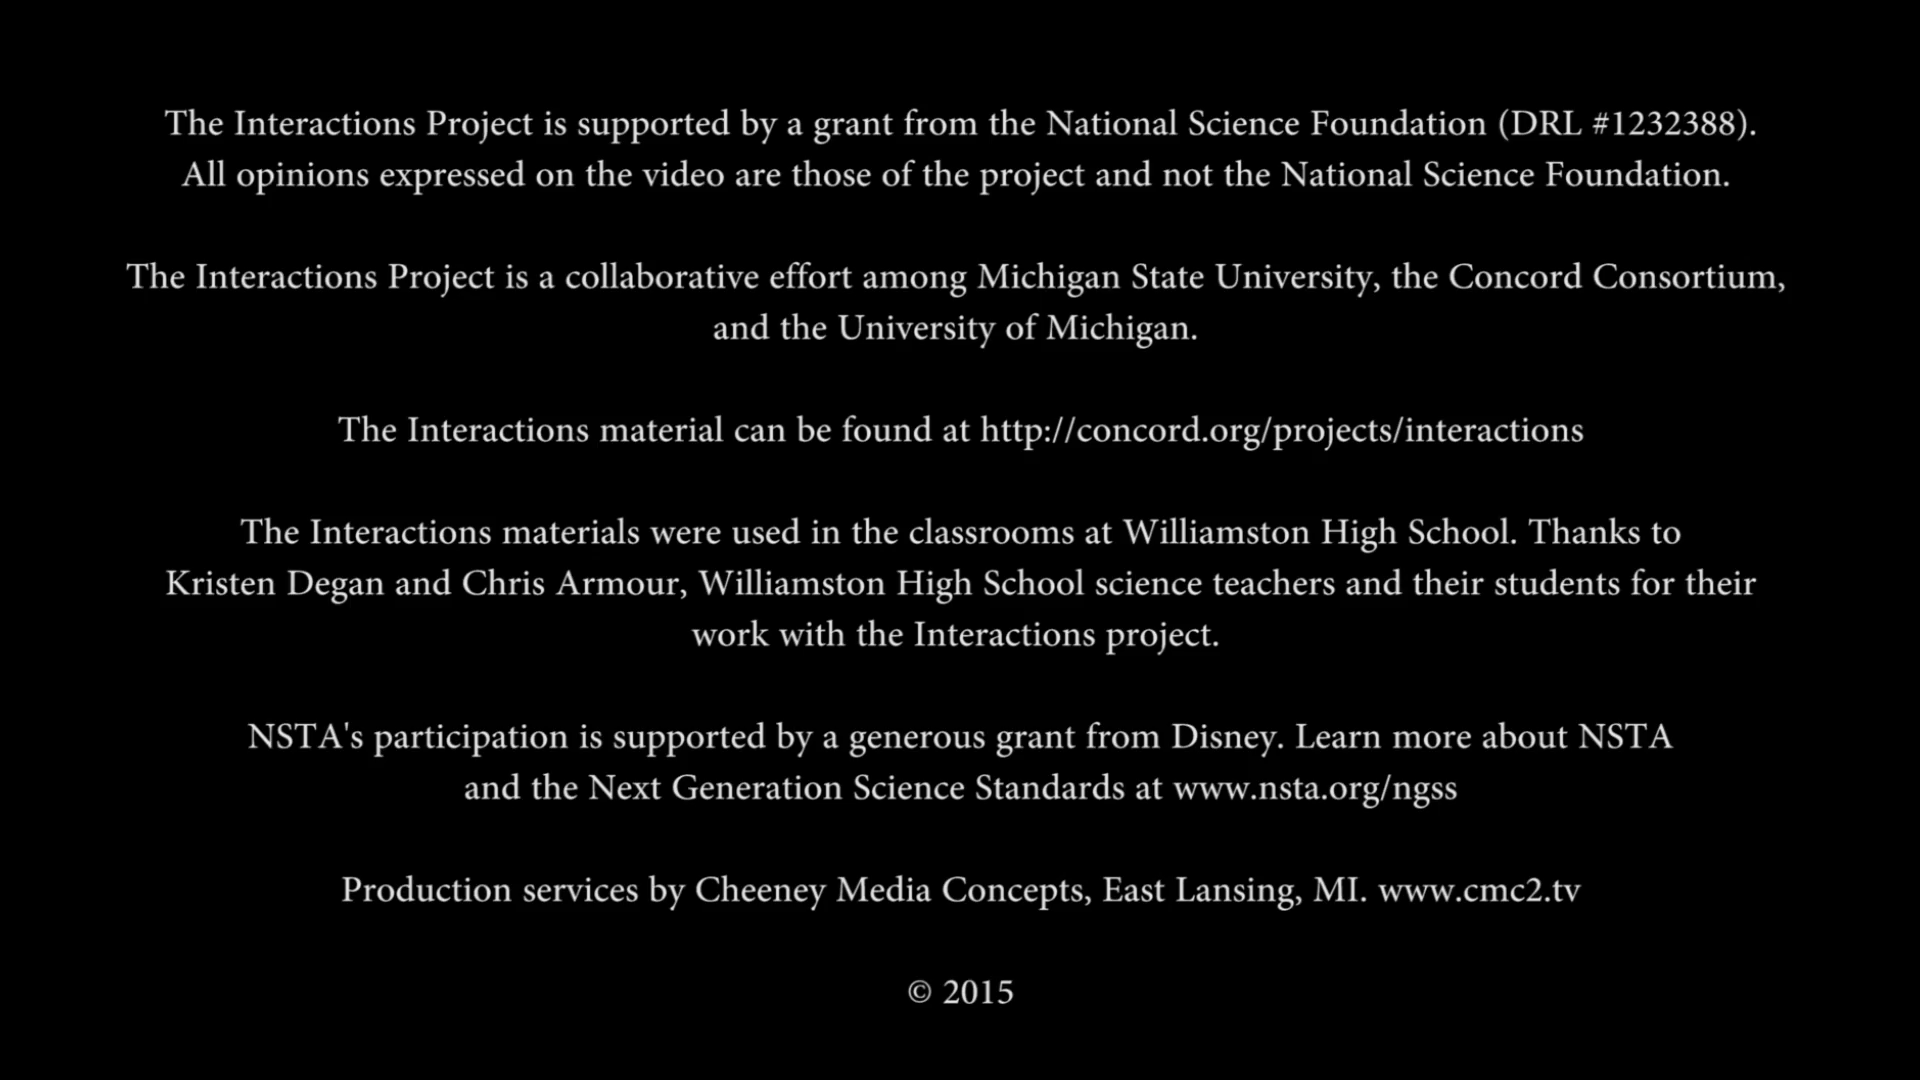 The Interactions Project is supported by a grant from the National Science Foundation (DRL #1232388).
All opinions expressed on the video are those of the project and not the National Science Foundation.
The Interactions Project is a collaborative effort among Michigan State University, the Concord Consortium,
and the University of Michigan.
The Interactions material can be found at http://concord.org/projects/interactions
The Interactions materials were used in the classrooms at Williamston High School. Thanks to
Kristen Degan and Chris Armour, Williamston High School science teachers and their students for their
work with the Interactions project.
NSTA's participation is supported by a generous grant from Disney. Learn more about NSTA
and the Next Generation Science Standards at www.nsta.org/ngss
Production services by Cheeney Media Concepts, East Lansing, MI. www.cmc2.tv
© 2015